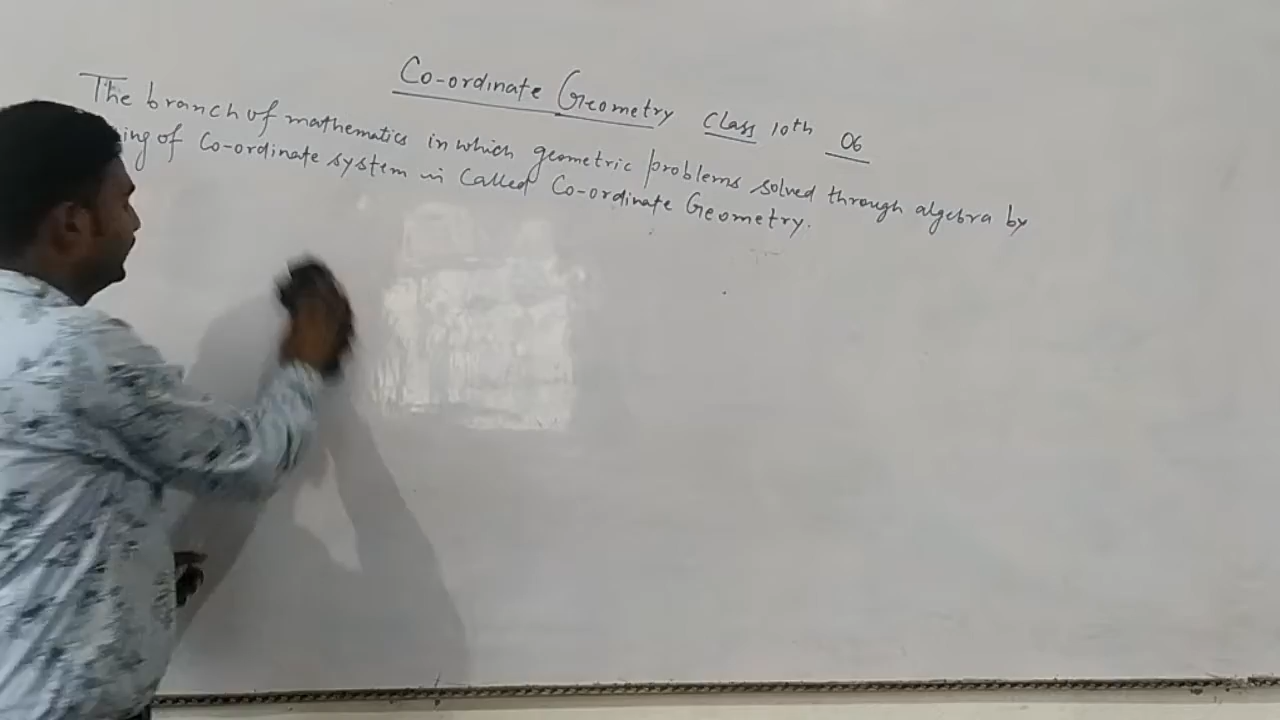 Co-ordinate Geometry Class 10th 06
The branch of mathematics in which geometric problems solved through algebra by
ing of Co-ordinate system is called Co-ordinate Geometry.